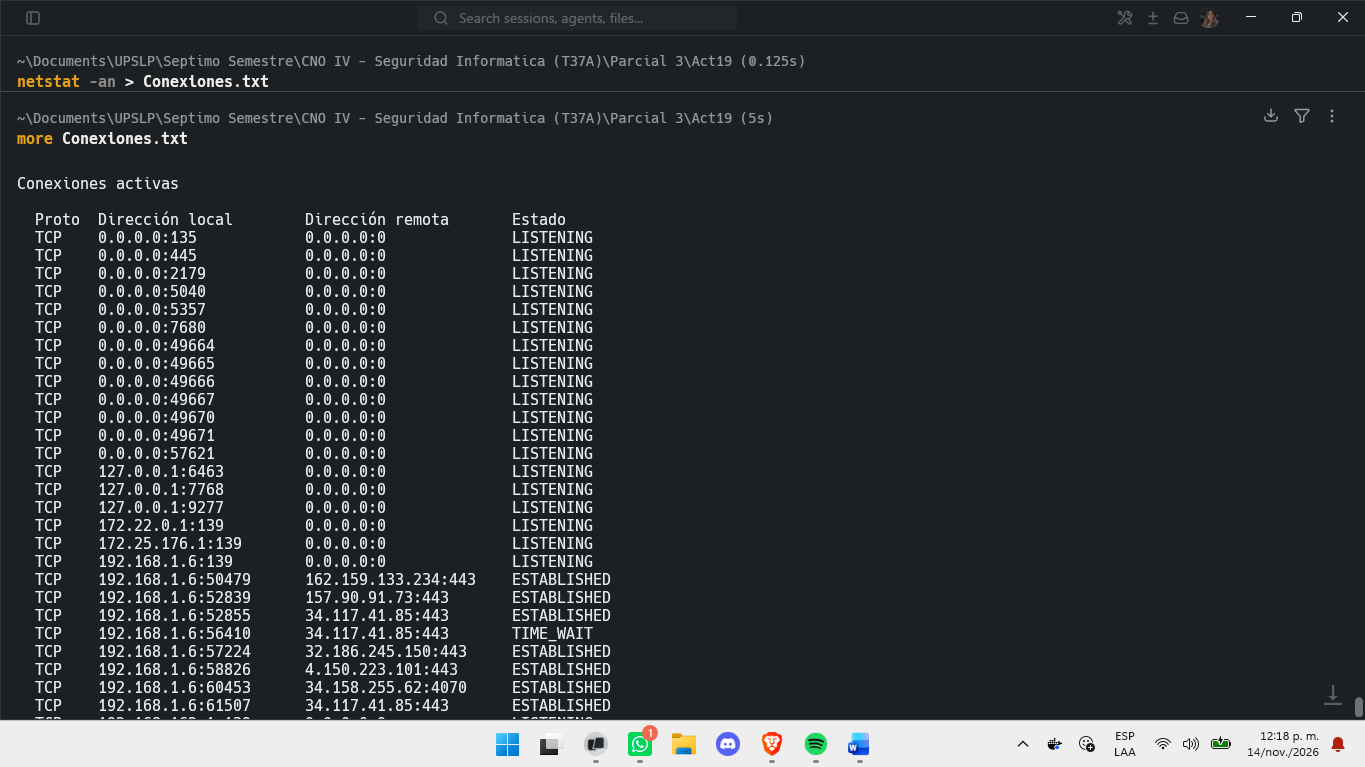 Search sessions, agents, files...
~\Documents\UPSLP\Septimo Semestre\CNO IV - Seguridad Informatica (T37A)\Parcial 3\Act19 (0.125s)
netstat -an > Conexiones.txt
~\Documents\UPSLP\Septimo Semestre\CNO IV - Seguridad Informatica (T37A)\Parcial 3\Act19 (5s)
more Conexiones.txt
Conexiones activas
Proto Dirección local Dirección remota Estado
TCP 0.0.0.0:135 0.0.0.0:0 LISTENING
TCP 0.0.0.0:445 0.0.0.0:0 LISTENING
TCP 0.0.0.0:2179 0.0.0.0:0 LISTENING
TCP 0.0.0.0:5040 0.0.0.0:0 LISTENING
TCP 0.0.0.0:5357 0.0.0.0:0 LISTENING
TCP 0.0.0.0:7680 0.0.0.0:0 LISTENING
TCP 0.0.0.0:49664 0.0.0.0:0 LISTENING
TCP 0.0.0.0:49665 0.0.0.0:0 LISTENING
TCP 0.0.0.0:49666 0.0.0.0:0 LISTENING
TCP 0.0.0.0:49667 0.0.0.0:0 LISTENING
TCP 0.0.0.0:49670 0.0.0.0:0 LISTENING
TCP 0.0.0.0:49671 0.0.0.0:0 LISTENING
TCP 0.0.0.0:57621 0.0.0.0:0 LISTENING
TCP 127.0.0.1:6463 0.0.0.0:0 LISTENING
TCP 127.0.0.1:7768 0.0.0.0:0 LISTENING
TCP 127.0.0.1:9277 0.0.0.0:0 LISTENING
TCP 172.22.0.1:139 0.0.0.0:0 LISTENING
TCP 172.25.176.1:139 0.0.0.0:0 LISTENING
TCP 192.168.1.6:139 0.0.0.0:0 LISTENING
TCP 192.168.1.6:50479 162.159.133.234:443 ESTABLISHED
TCP 192.168.1.6:52839 157.90.91.73:443 ESTABLISHED
TCP 192.168.1.6:52855 34.117.41.85:443 ESTABLISHED
TCP 192.168.1.6:56410 34.117.41.85:443 TIME_WAIT
TCP 192.168.1.6:57224 32.186.245.150:443 ESTABLISHED
TCP 192.168.1.6:58826 4.150.223.101:443 ESTABLISHED
TCP 192.168.1.6:60453 34.158.255.62:4070 ESTABLISHED
TCP 192.168.1.6:61507 34.117.41.85:443 ESTABLISHED
1
W
ESP
LAA
12:18 p. m.
14/nov./2026